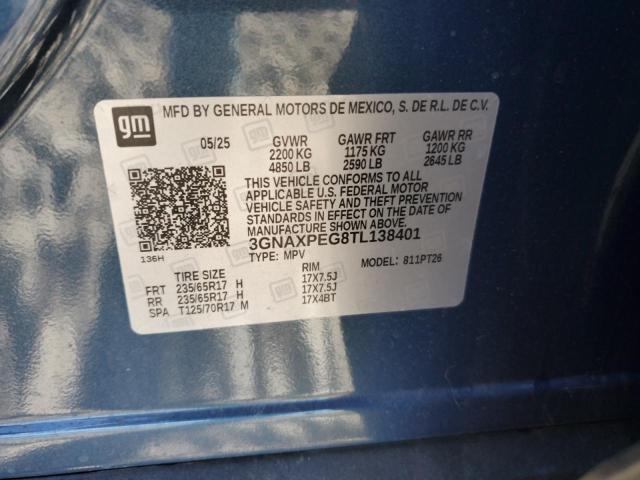 gm
MFD BY GENERAL MOTORS DE MEXICO, S. DE R.L. DE C.V.
05/25 GVWR GAWR FRT GAWR RR
2200 KG 1175 KG 1200 KG
4850 LB 2590 LB 2645 LB
THIS VEHICLE CONFORMS TO ALL
APPLICABLE U.S. FEDERAL MOTOR
VEHICLE SAFETY AND THEFT PREVENTION
STANDARDS IN EFFECT ON THE DATE OF
MANUFACTURE SHOWN ABOVE.
3GNAXPEG8TL138401
136H
TYPE: MPV MODEL: 811PT26
TIRE SIZE RIM
FRT 235/65R17 H 17X7.5J
RR 235/65R17 H 17X7.5J
SPA T125/70R17 M 17X4BT